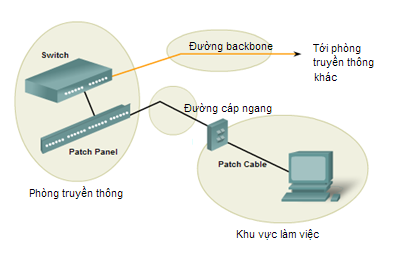 Switch
Đường backbone
Tới phòng
truyền thông
khác
Đường cáp ngang
Patch Panel
Patch Cable
Phòng truyền thông
Khu vực làm việc